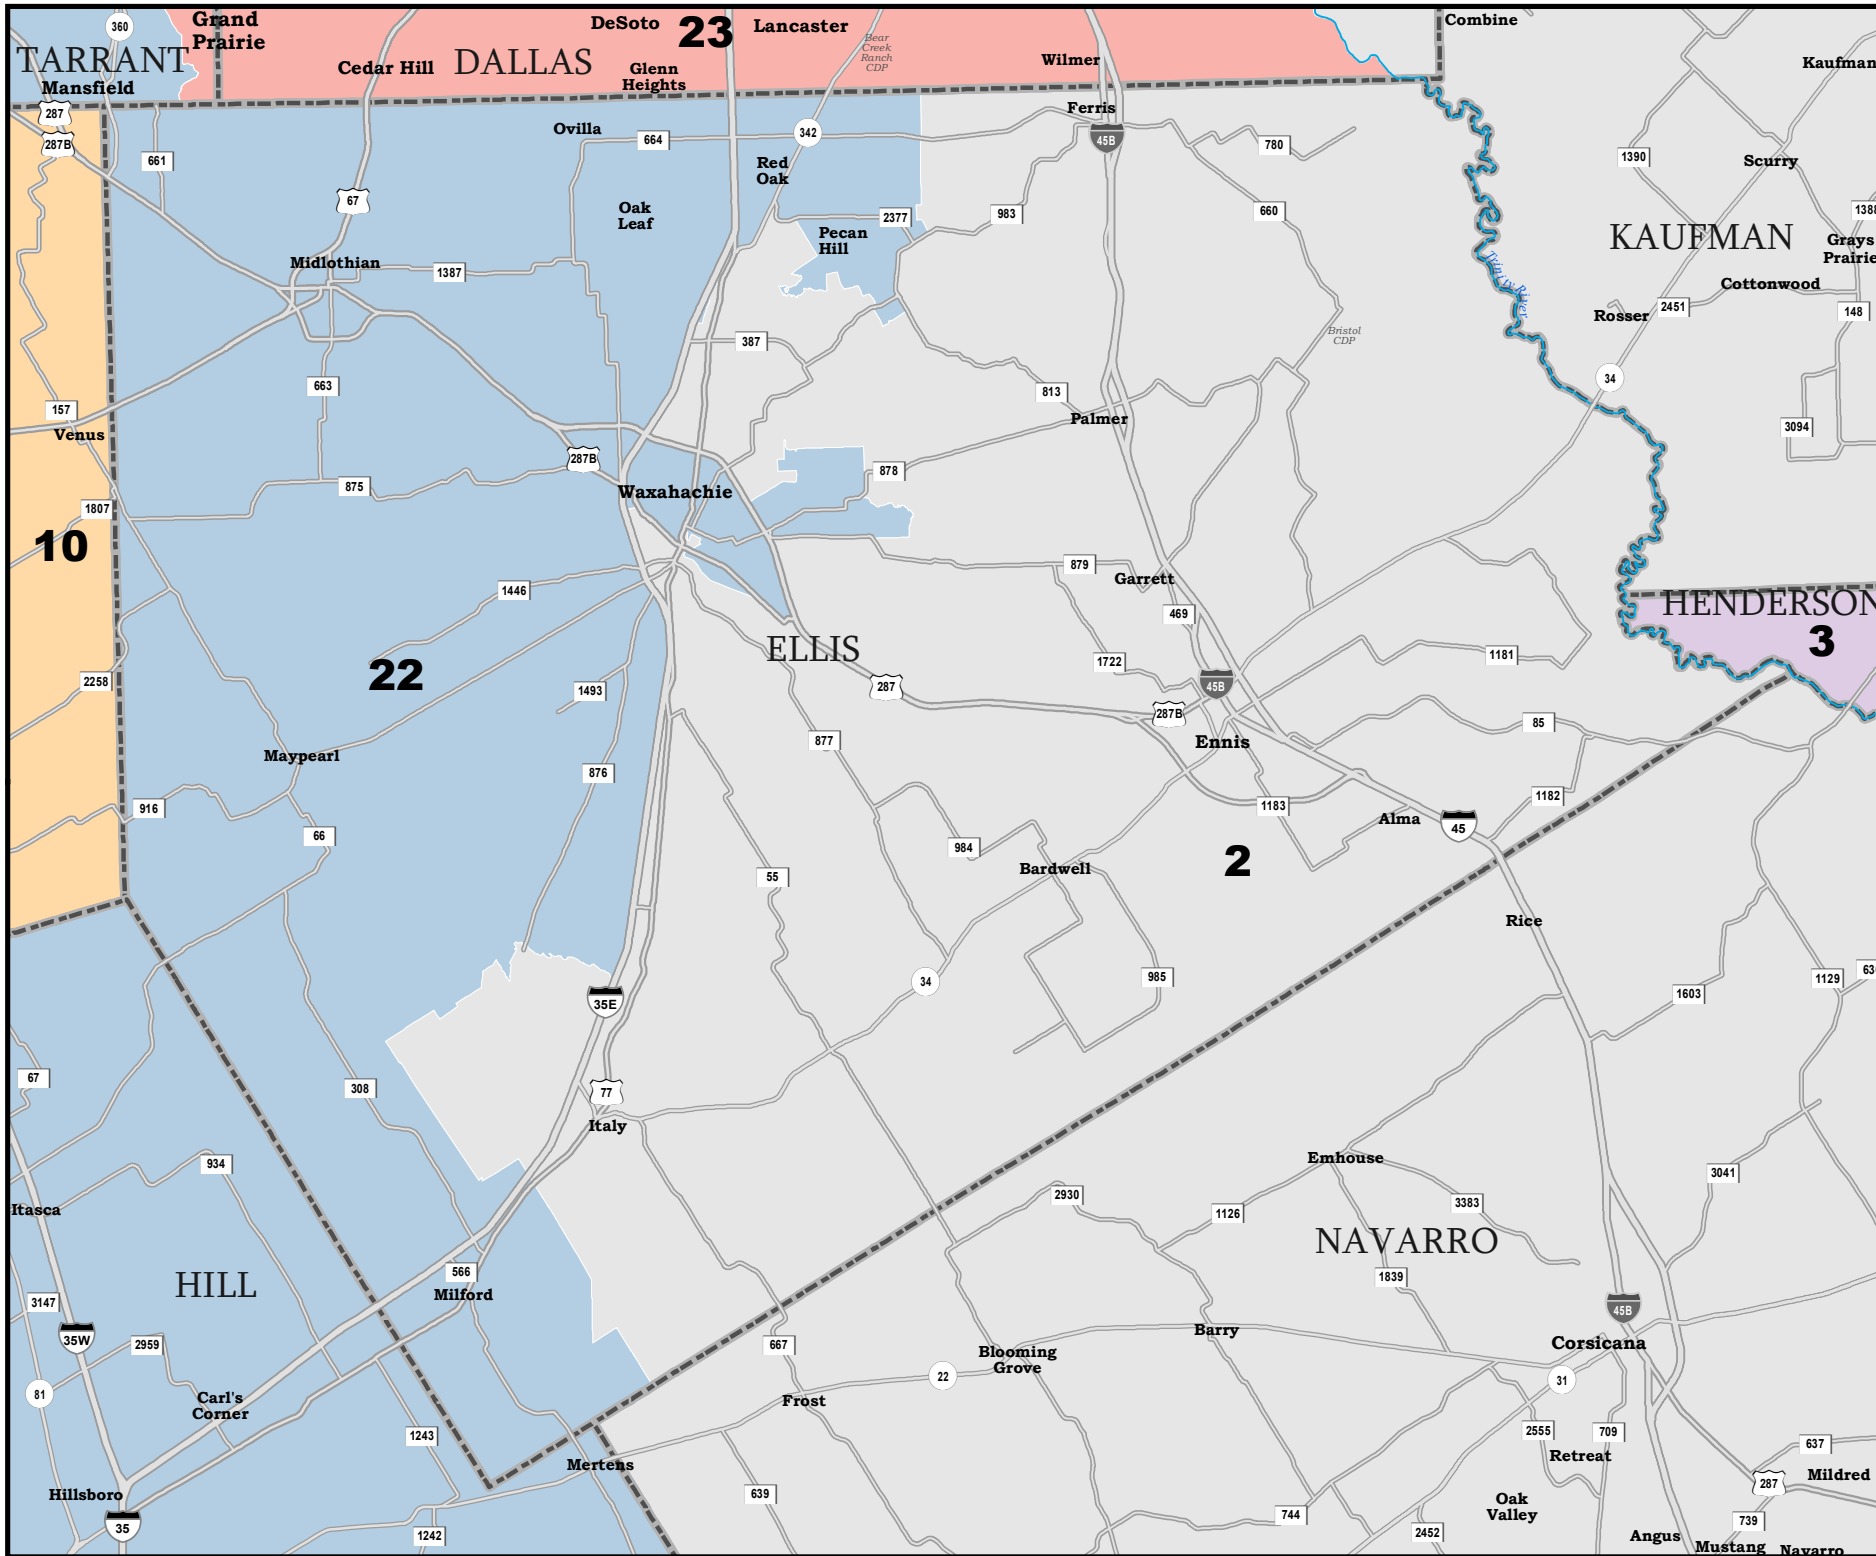 360
Grand
Prairie
TARRANT
Mansfield
DeSoto
23
Lancaster
Cedar Hill
DALLAS
Glenn
Heights
Bear
Creek
Ranch
CDP
Wilmer
Combine
Kaufman
287
287B
661
67
Ovilla
664
342
Ferris
45B
780
Red
Oak
Oak
Leaf
2377
983
660
Pecan
Hill
1390
Scurry
1388
KAUFMAN
Grays
Prairie
Cottonwood
Trinity River
Rosser
2451
148
Midlothian
1387
387
Bristol
CDP
34
663
813
157
Venus
Palmer
3094
287B
875
878
Waxahachie
1807
10
1446
879
Garrett
469
HENDERSON
3
ELLIS
22
1722
1181
2258
1493
287
45B
287B
85
Ennis
877
Maypearl
876
916
66
1183
1182
Alma
45
984
2
Bardwell
55
Rice
34
985
1603
1129
63
35E
67
308
77
Italy
934
Emhouse
3041
2930
1126
3383
Itasca
NAVARRO
HILL
566
1839
Milford
3147
35W
2959
45B
667
Barry
Corsicana
Blooming
Grove
22
31
81
Carl's
Corner
Frost
1243
2555
709
Retreat
637
Mertens
Mildred
Hillsboro
639
287
35
1242
744
Oak
Valley
2452
739
Angus
Mustang
Navarro